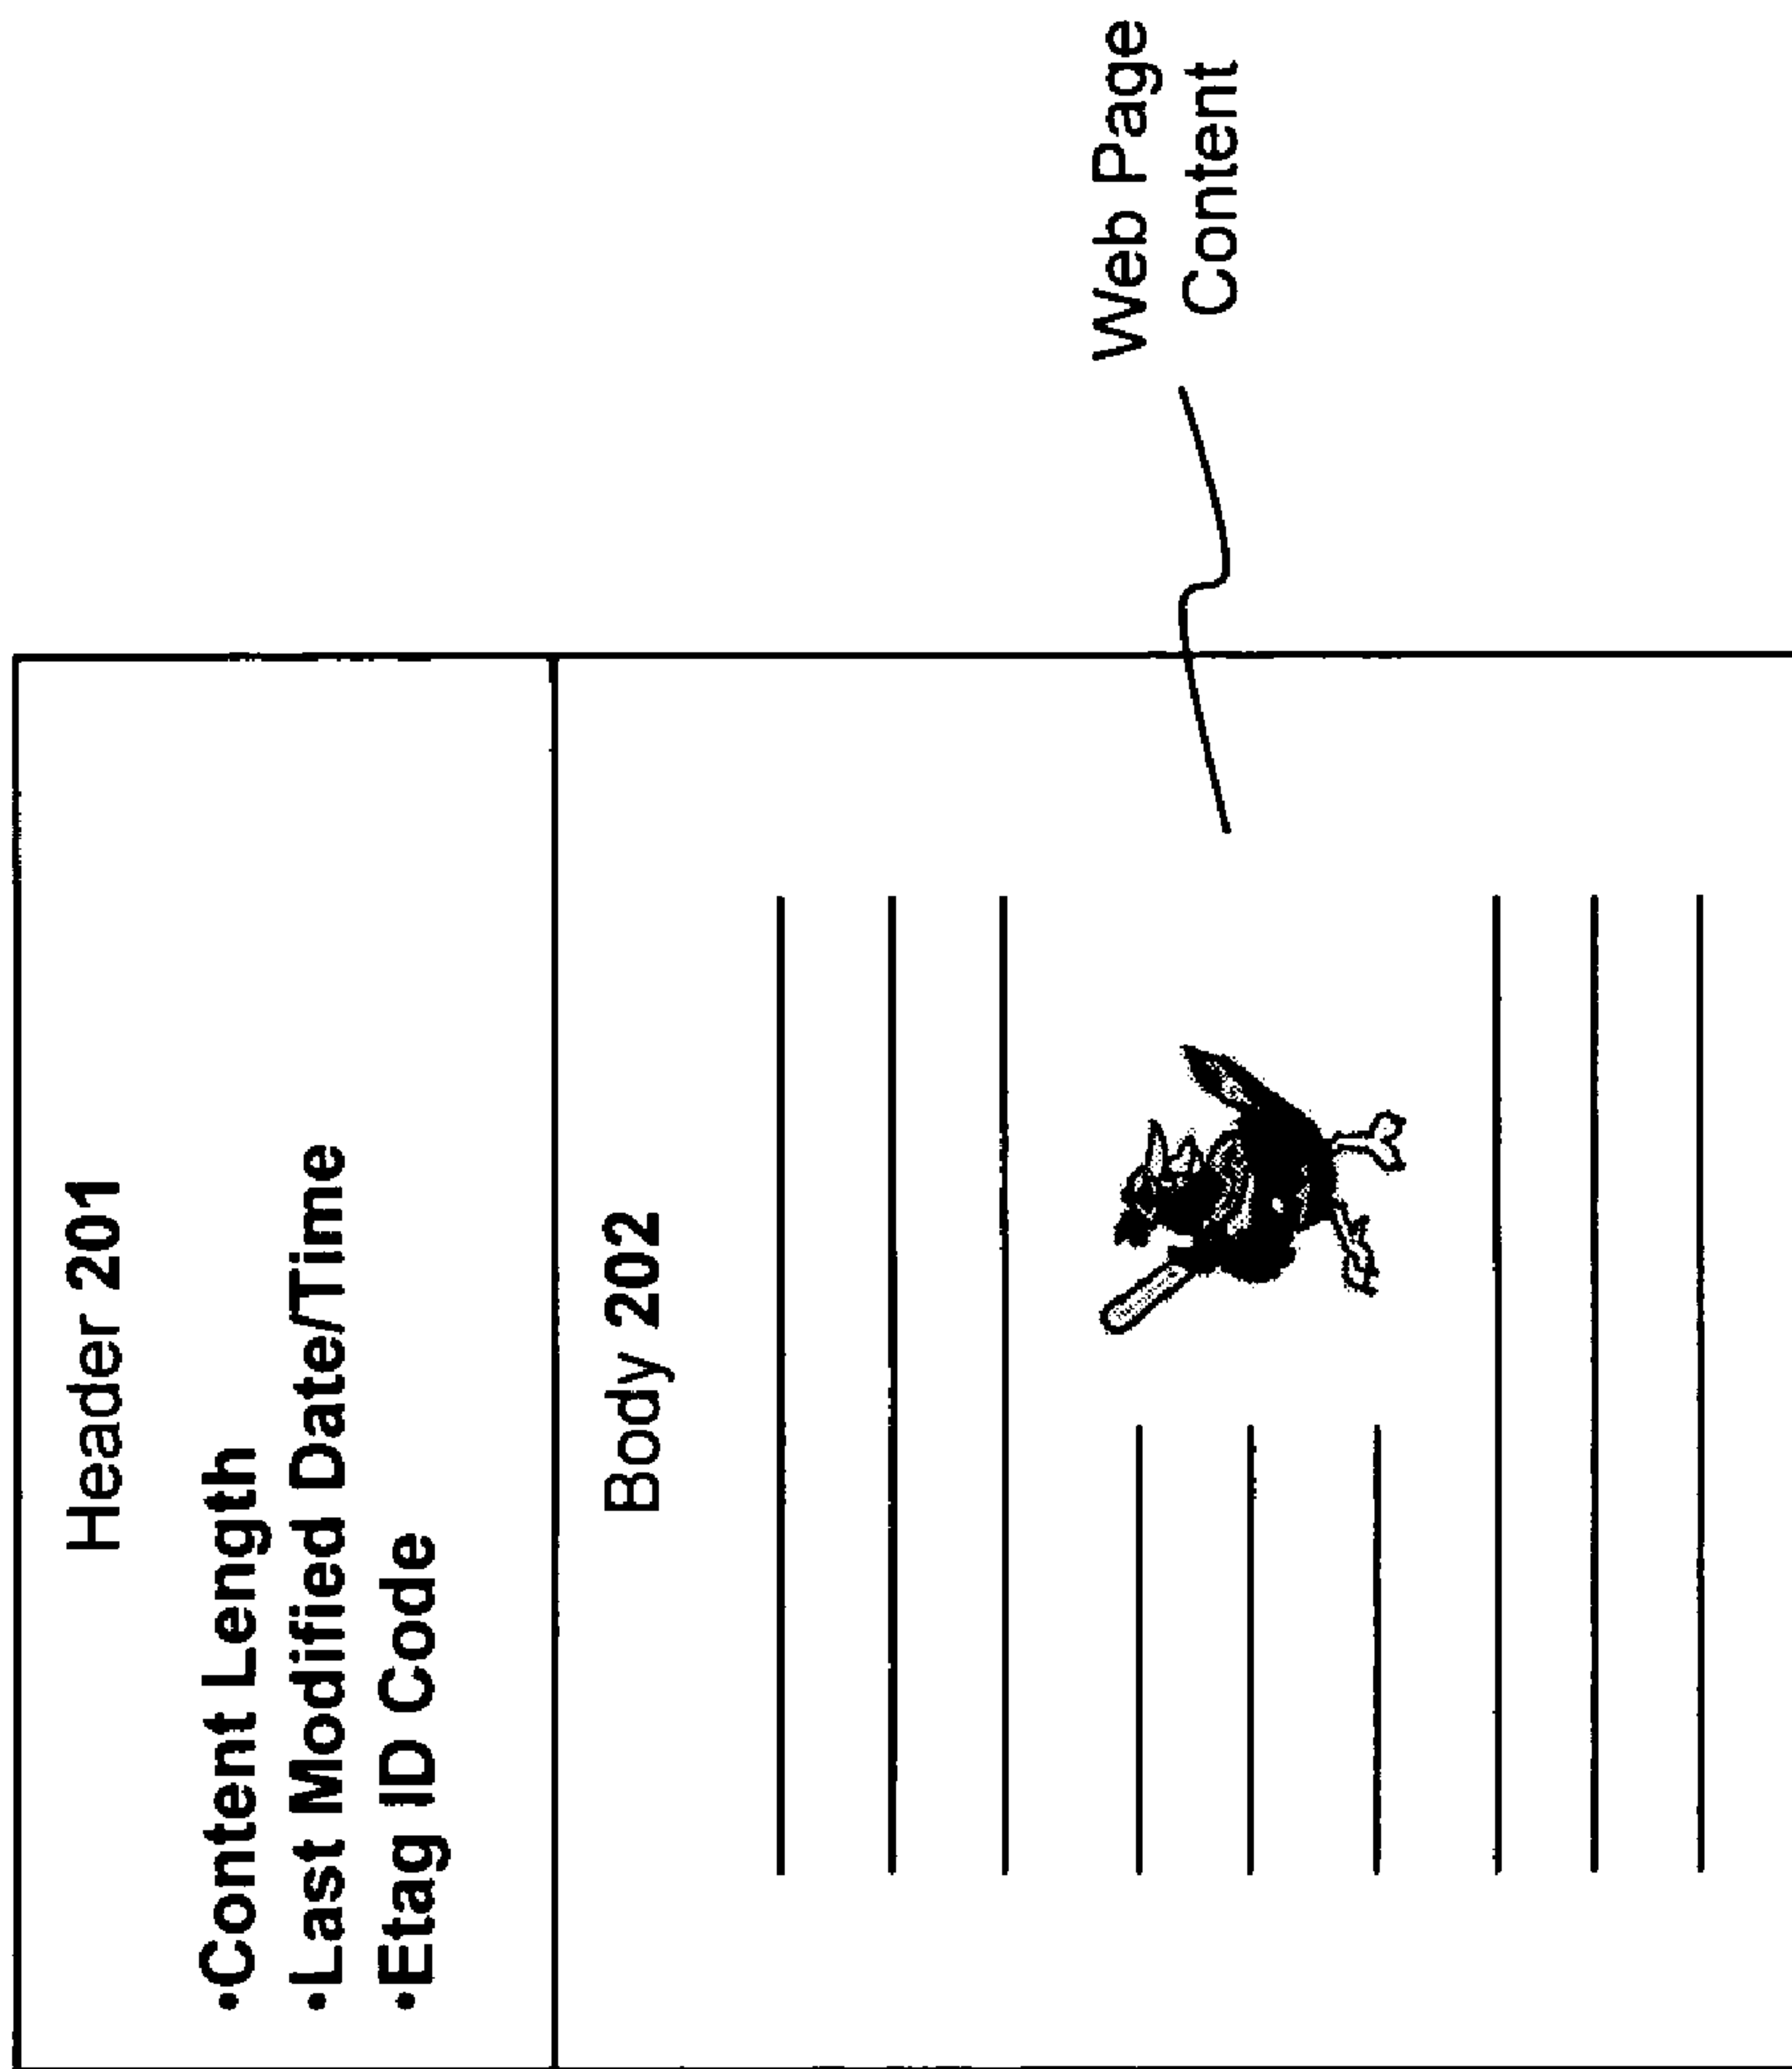 Header 201
•Content Length
•Last Modified Date/Time
•Etag ID Code
Body 202
Web Page
Content